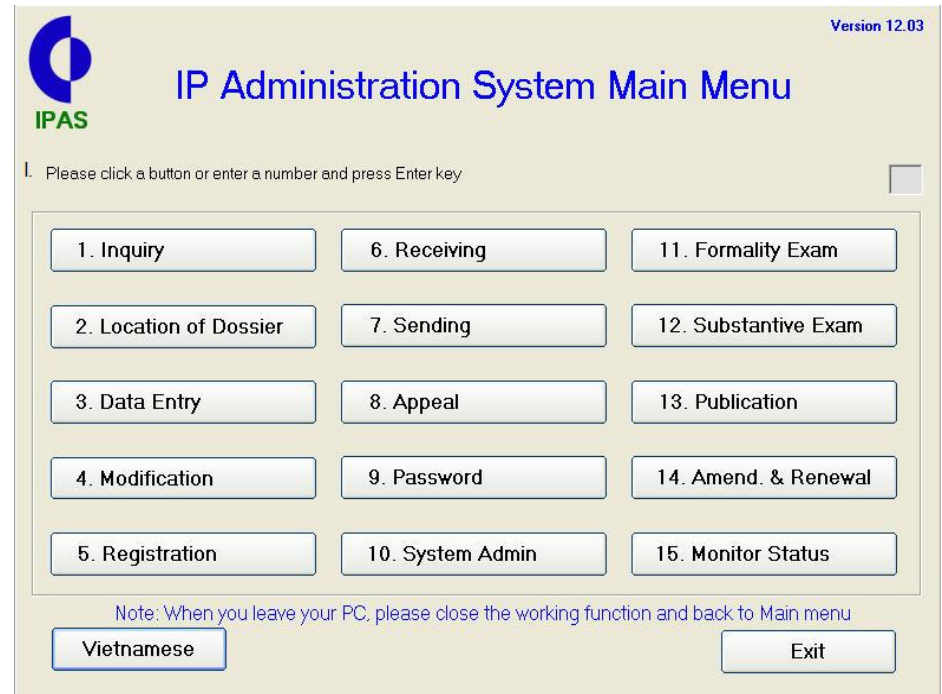 Version 12.03
IP Administration System Main Menu
IPAS
I. Please click a button or enter a number and press Enter key
1. Inquiry
6. Receiving
11. Formality Exam
2. Location of Dossier
7. Sending
12. Substantive Exam
3. Data Entry
8. Appeal
13. Publication
4. Modification
9. Password
14. Amend. & Renewal
5. Registration
10. System Admin
15. Monitor Status
Note: When you leave your PC, please close the working function and back to Main menu
Vietnamese
Exit